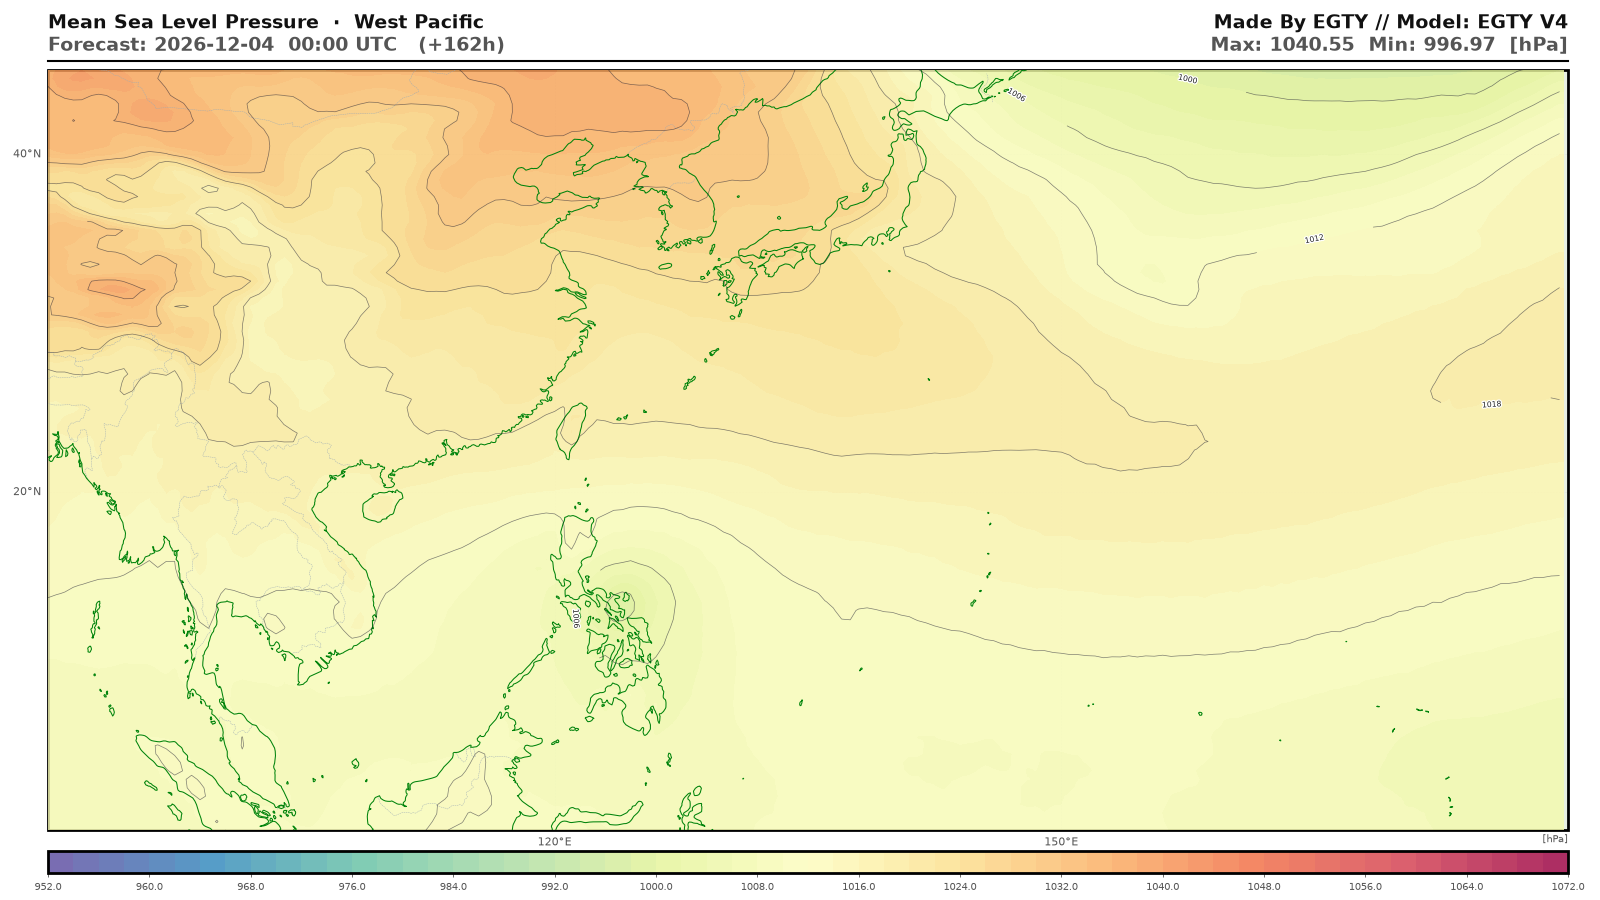 Mean Sea Level Pressure · West Pacific
Made By EGTY // Model: EGTY V4
Forecast: 2026-12-04 00:00 UTC (+162h)
Max: 1040.55 Min: 996.97 [hPa]
1000
1006
40°N
1012
1018
20°N
1006
120°E
150°E
[hPa]
952.0 960.0 968.0 976.0 984.0 992.0 1000.0 1008.0 1016.0 1024.0 1032.0 1040.0 1048.0 1056.0 1064.0 1072.0